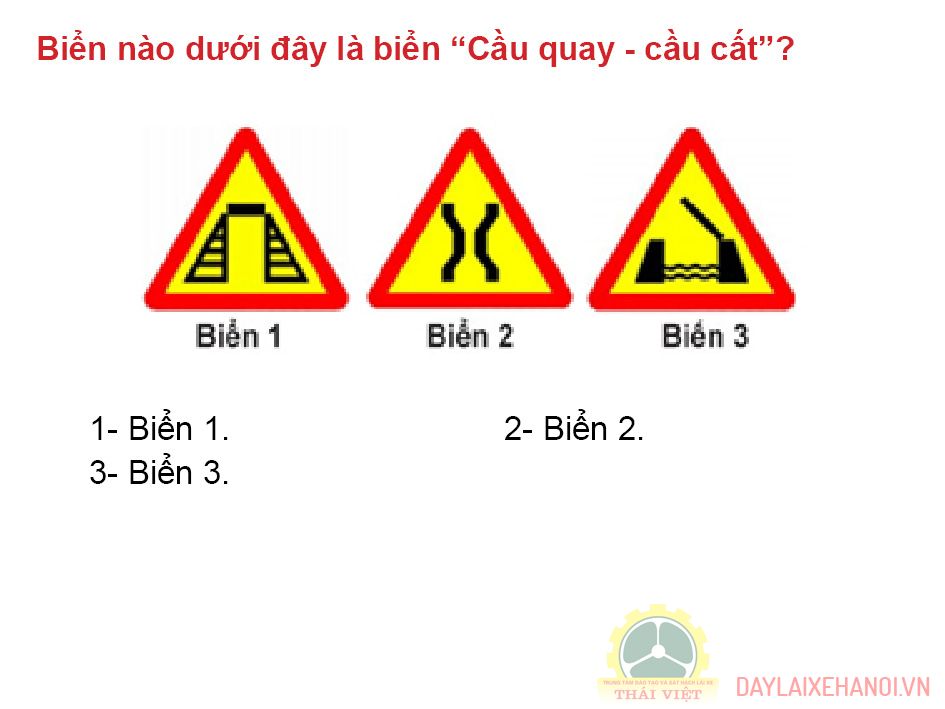 Biển nào dưới đây là biển “Cầu quay - cầu cất”?
Biển 1 Biển 2 Biển 3
1- Biển 1. 2- Biển 2.
3- Biển 3.
TRUNG TÂM ĐÀO TẠO VÀ SÁT HẠCH LÁI XE
THÁI VIỆT
DAYLAIXEHANOI.VN